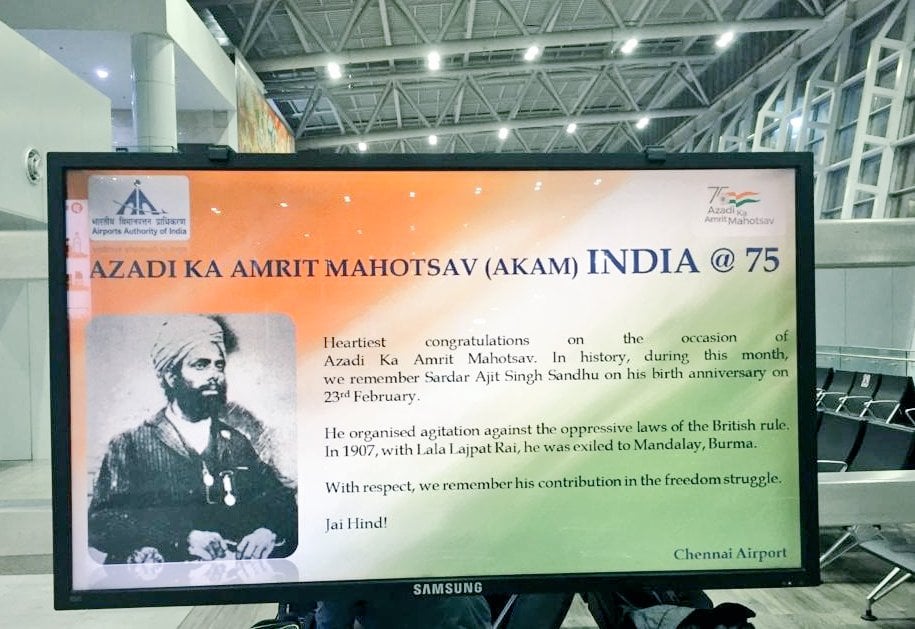 भारतीय विमानपत्तन प्राधिकरण
Airports Authority of India
75
Azadi Ka
Amrit Mahotsav
AZADI KA AMRIT MAHOTSAV (AKAM) INDIA @ 75
Heartiest congratulations on the occasion of
Azadi Ka Amrit Mahotsav. In history, during this month,
we remember Sardar Ajit Singh Sandhu on his birth anniversary on
23rd February.
He organised agitation against the oppressive laws of the British rule.
In 1907, with Lala Lajpat Rai, he was exiled to Mandalay, Burma.
With respect, we remember his contribution in the freedom struggle.
Jai Hind!
Chennai Airport
SAMSUNG